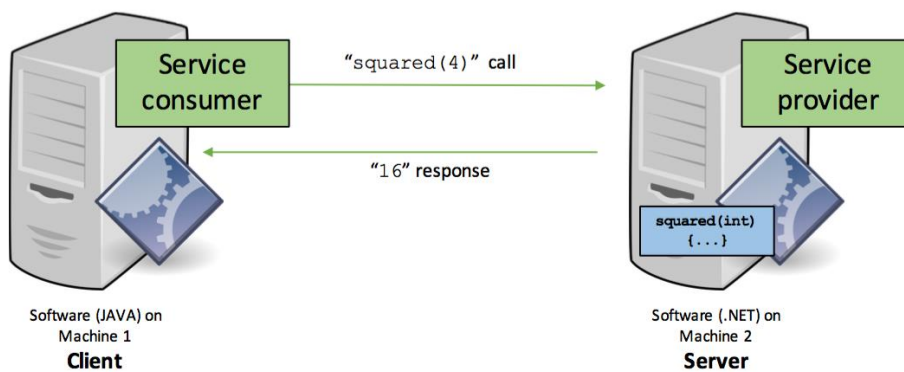 Service
consumer
"squared(4)" call
Service
provider
"16" response
squared(int)
{...}
Software (JAVA) on
Machine 1
Client
Software (.NET) on
Machine 2
Server